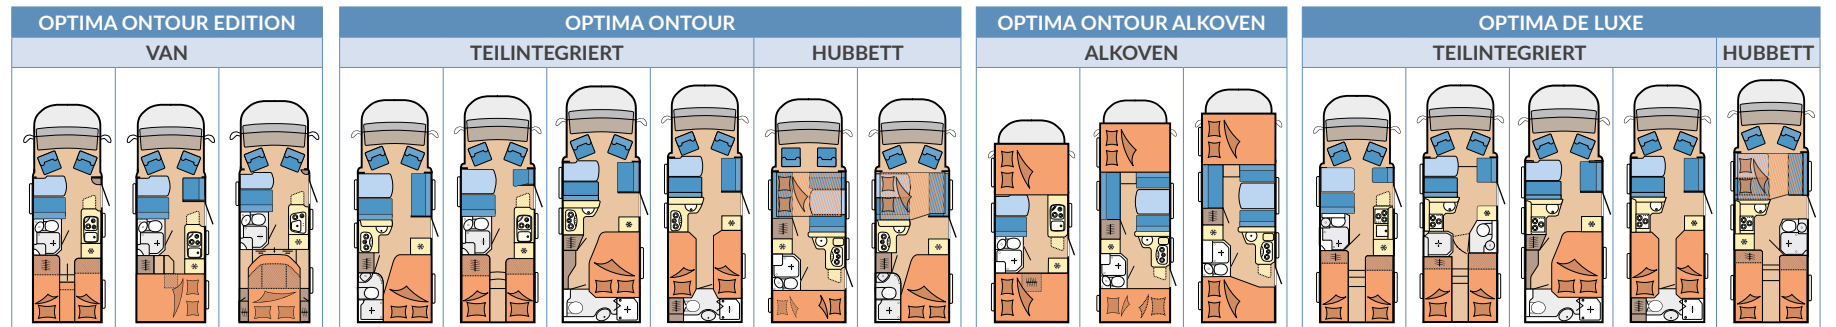 OPTIMA ONTOUR EDITION
VAN
OPTIMA ONTOUR
TEILINTEGRIERT
HUBBETT
OPTIMA ONTOUR ALKOVEN
ALKOVEN
OPTIMA DE LUXE
TEILINTEGRIERT
HUBBETT